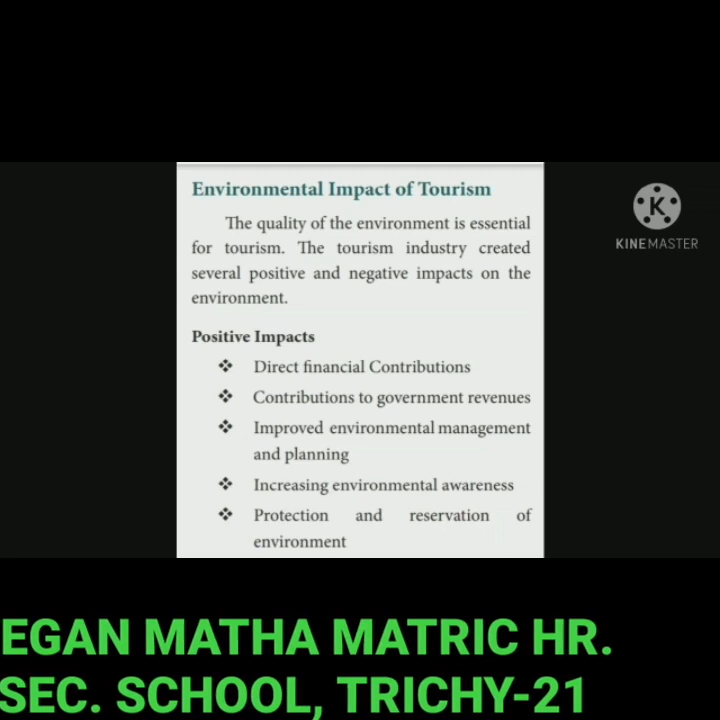 Environmental Impact of Tourism
The quality of the environment is essential
for tourism. The tourism industry created
several positive and negative impacts on the
environment.
Positive Impacts
❖ Direct financial Contributions
❖ Contributions to government revenues
❖ Improved environmental management
and planning
❖ Increasing environmental awareness
❖ Protection and reservation of
environment
K
KINEMASTER
EGAN MATHA MATRIC HR.
SEC. SCHOOL, TRICHY-21